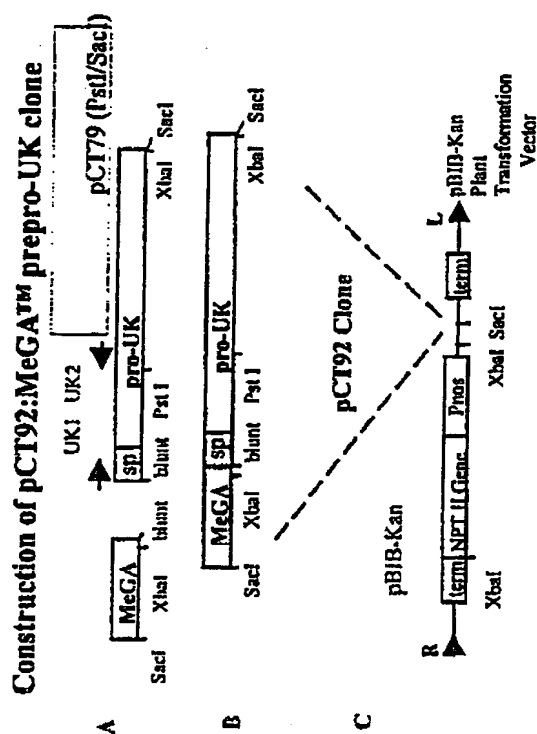 Construction of pCT92:MeGA™ prepro-UK clone
pCT79 (PstI/SacI)
UK1 UK2
A
MeGA
sp
pro-UK
SacI
XbaI
blunt
blunt
Pst I
XbaI
SacI
B
MeGA
sp
pro-UK
SacI
XbaI
blunt
Pst I
XbaI
SacI
pCT92 Clone
C
pBIB-Kan
R
term
NPT II Gene
Pnos
term
L
XbaI
XbaI SacI
pBIB-Kan
Plant
Transformation
Vector